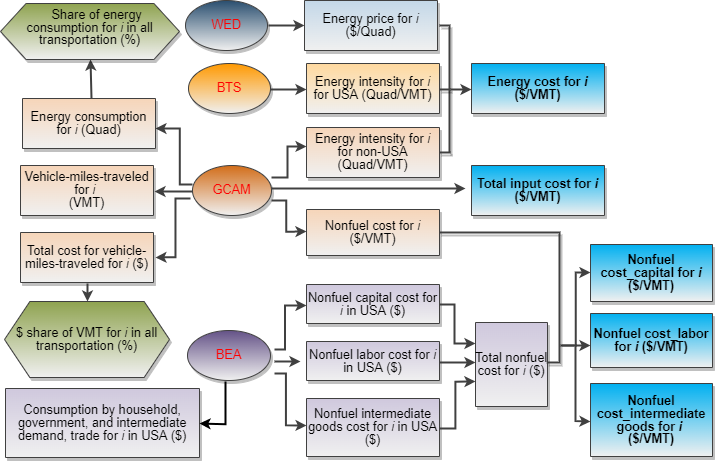 Share of energy
consumption for i in all
transportation (%)
WED
Energy price for i
($/Quad)
BTS
Energy intensity for i
for USA (Quad/VMT)
Energy cost for i
($/VMT)
Energy consumption
for i (Quad)
Energy intensity for i
for non-USA
(Quad/VMT)
Vehicle-miles-traveled
for i
(VMT)
GCAM
Total input cost for i
($/VMT)
Nonfuel cost for i
($/VMT)
Total cost for vehicle-
miles-traveled for i ($)
Nonfuel
cost_capital for i
($/VMT)
$ share of VMT for i in all
transportation (%)
BEA
Nonfuel capital cost for
i in USA ($)
Nonfuel labor cost for i
in USA ($)
Total nonfuel
cost for i ($)
Nonfuel cost_labor
for i ($/VMT)
Consumption by household,
government, and intermediate
demand, trade for i in USA ($)
Nonfuel intermediate
goods cost for i in USA
($)
Nonfuel
cost_intermediate
goods for i
($/VMT)